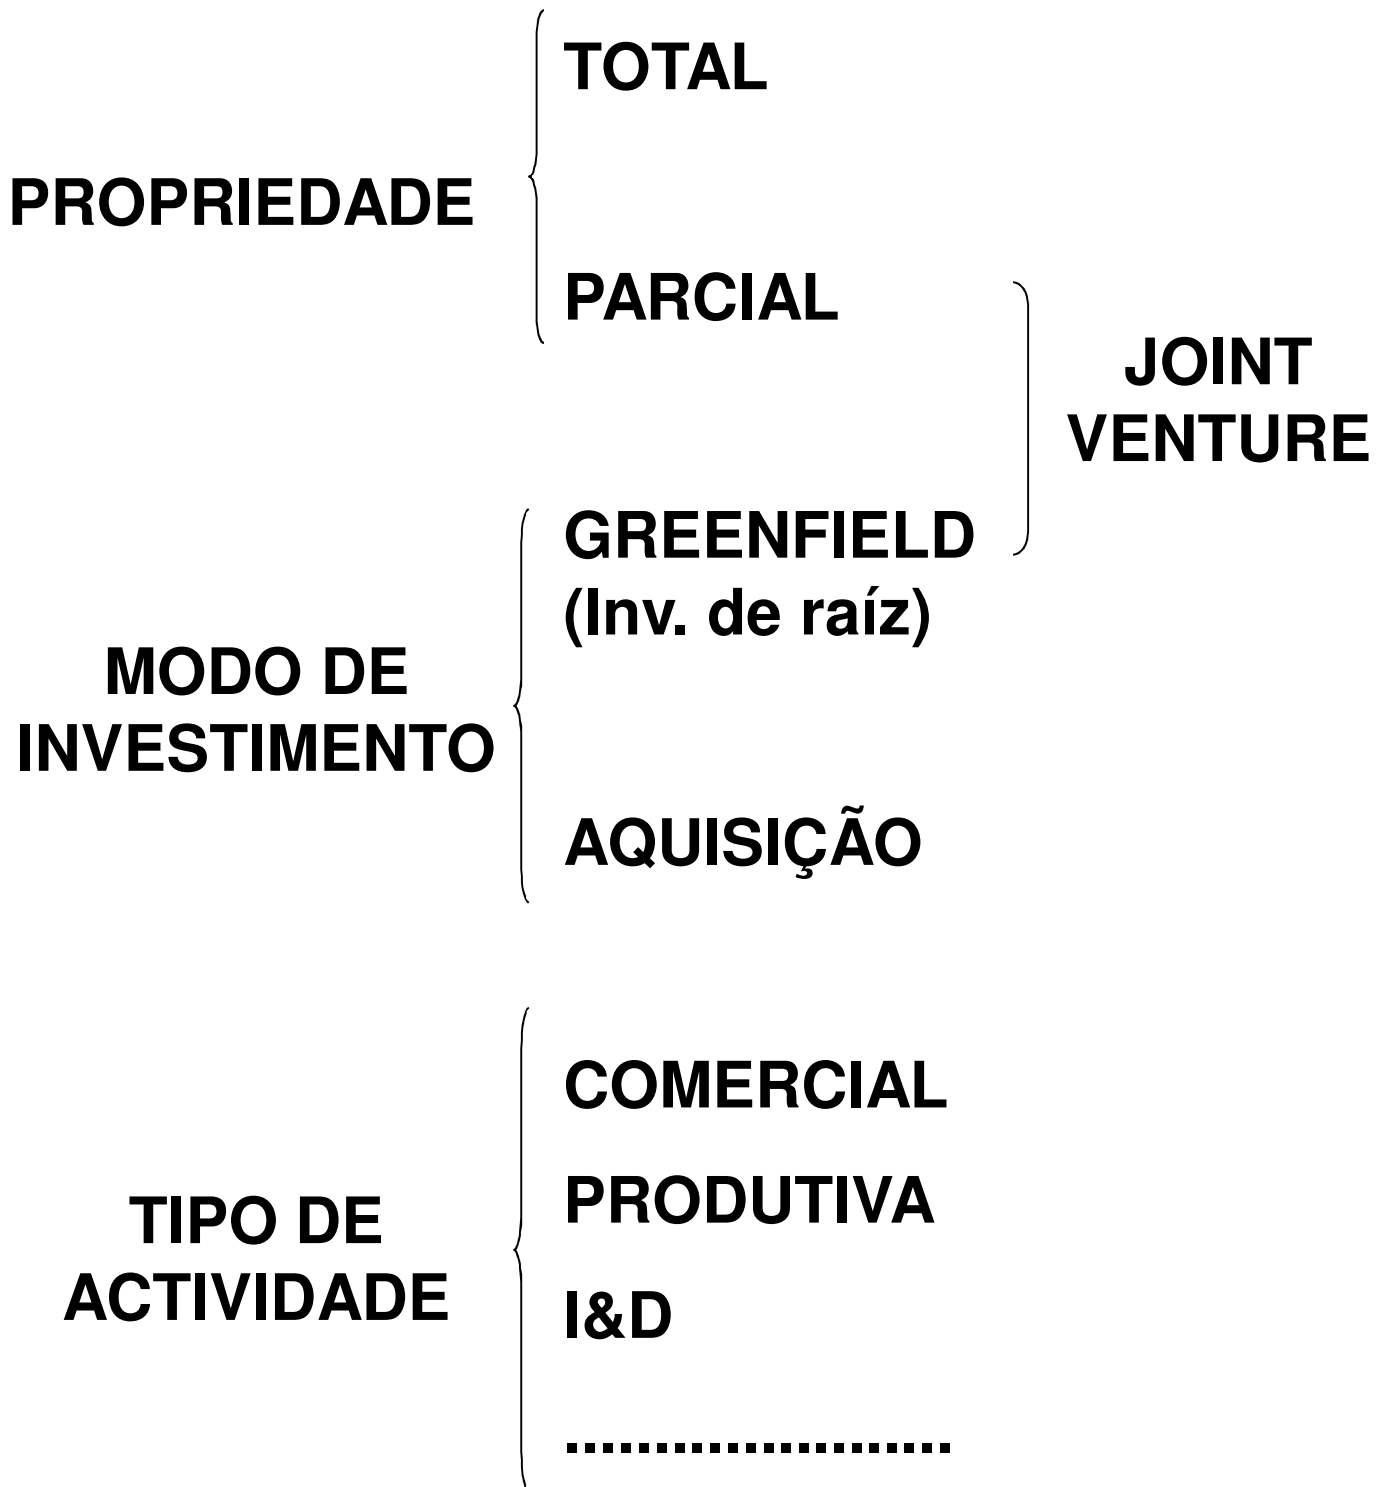 PROPRIEDADE
TOTAL
PARCIAL
JOINT
VENTURE
MODO DE
INVESTIMENTO
GREENFIELD
(Inv. de raíz)
AQUISIÇÃO
TIPO DE
ACTIVIDADE
COMERCIAL
PRODUTIVA
I&D
......................